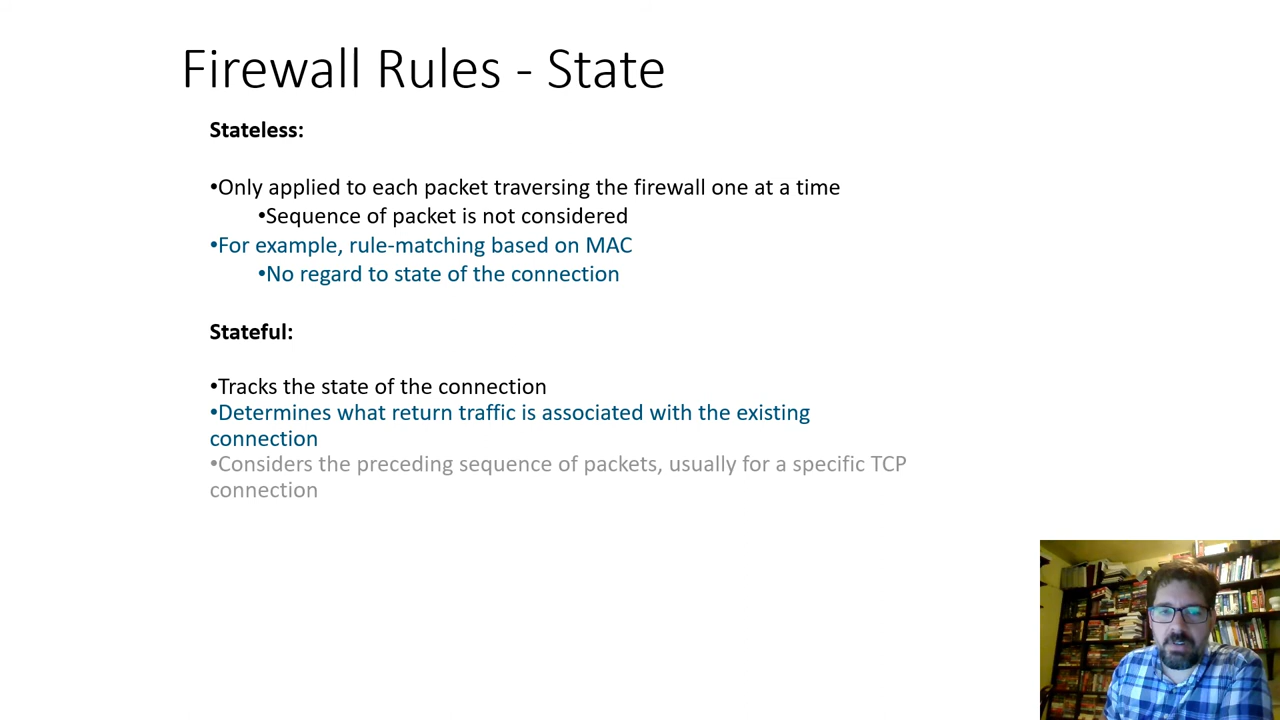 Firewall Rules - State
Stateless:
•Only applied to each packet traversing the firewall one at a time
•Sequence of packet is not considered
•For example, rule-matching based on MAC
•No regard to state of the connection
Stateful:
•Tracks the state of the connection
•Determines what return traffic is associated with the existing
connection
•Considers the preceding sequence of packets, usually for a specific TCP
connection